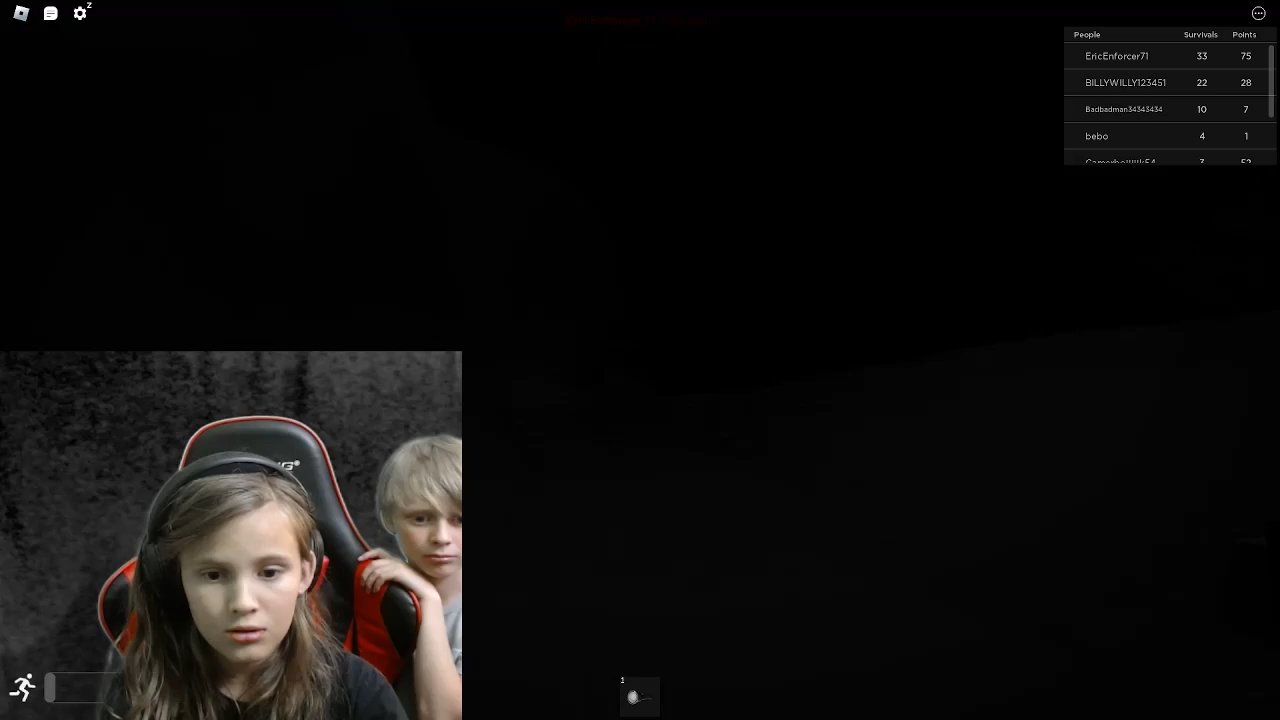 z
People Survivals Points
EricEnforcer71 33 75
BILLYWILLY123451 22 28
Badbadman34343434 10 7
bebo 4 1
1